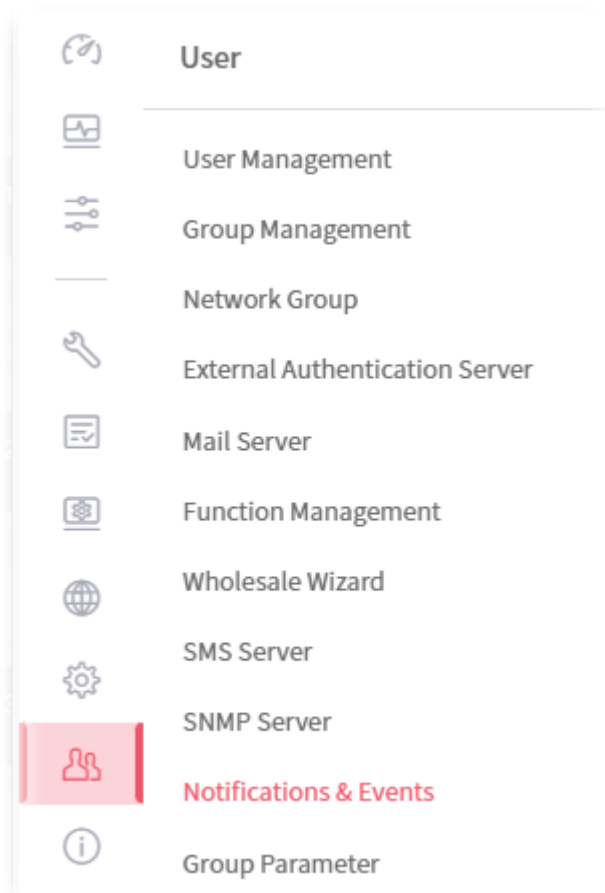 User
User Management
Group Management
Network Group
External Authentication Server
Mail Server
Function Management
Wholesale Wizard
SMS Server
SNMP Server
Notifications & Events
Group Parameter